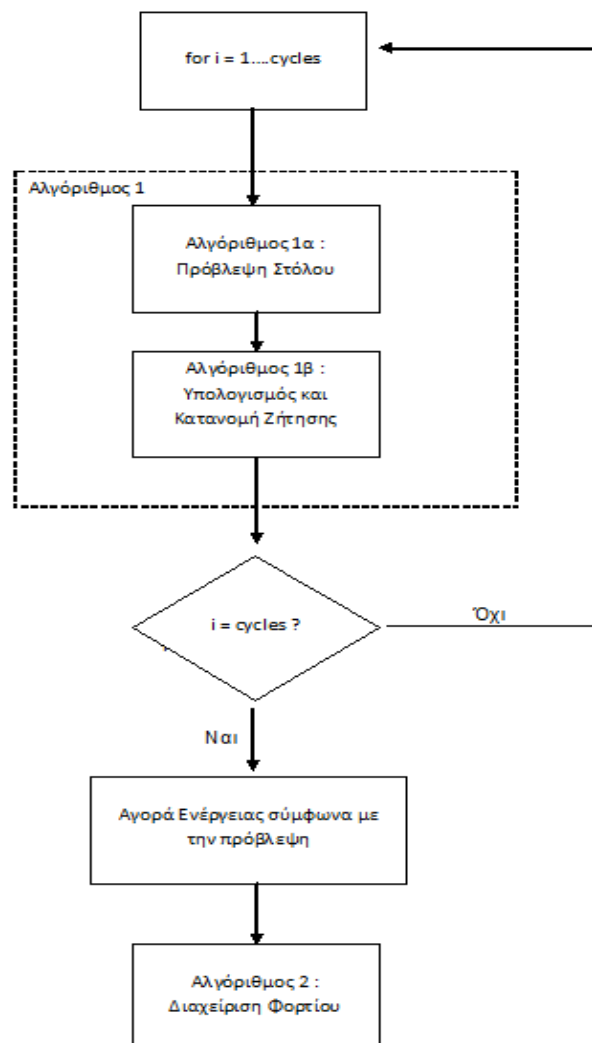 for i = 1....cycles
Αλγόριθμος 1
Αλγόριθμος 1α :
Πρόβλεψη Στόλου
Αλγόριθμος 1β :
Υπολογισμός και
Κατανομή Ζήτησης
i = cycles ?
Όχι
Ναι
Αγορά Ενέργειας σύμφωνα με
την πρόβλεψη
Αλγόριθμος 2 :
Διαχείριση Φορτίου